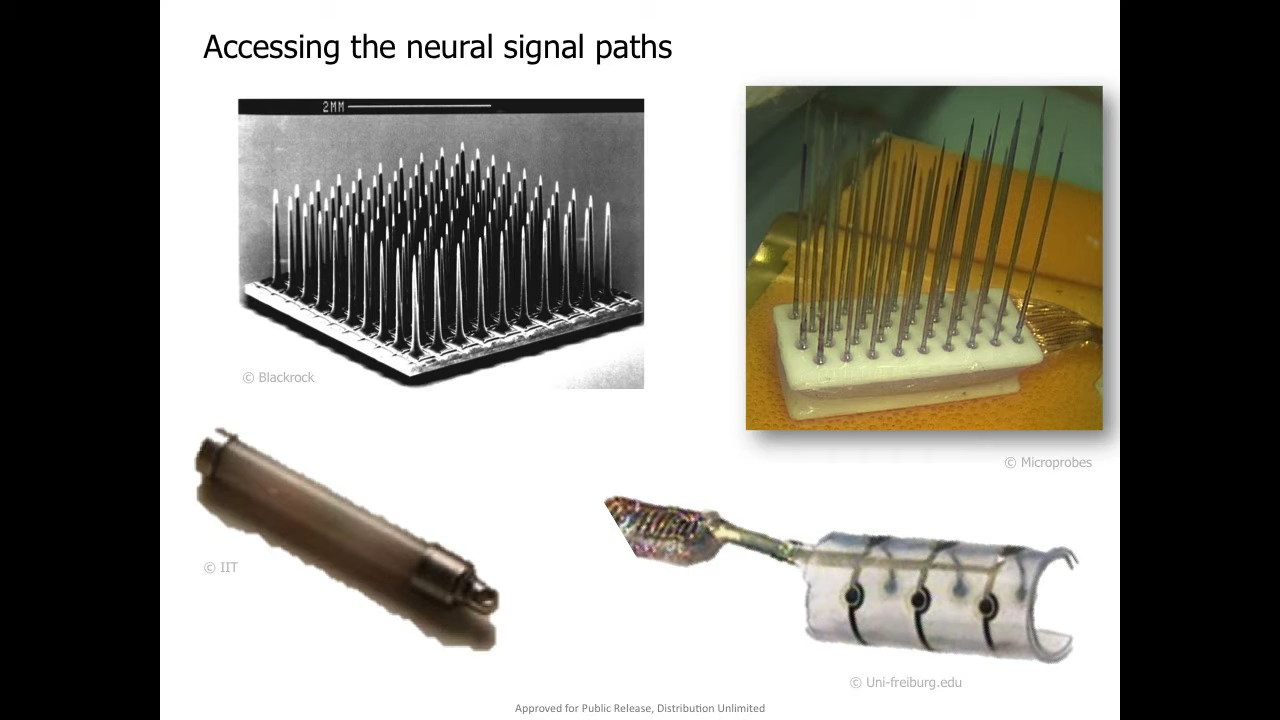 Accessing the neural signal paths
2MM
© Blackrock
© Microprobes
© IIT
© Uni-freiburg.edu
Approved for Public Release, Distribution Unlimited